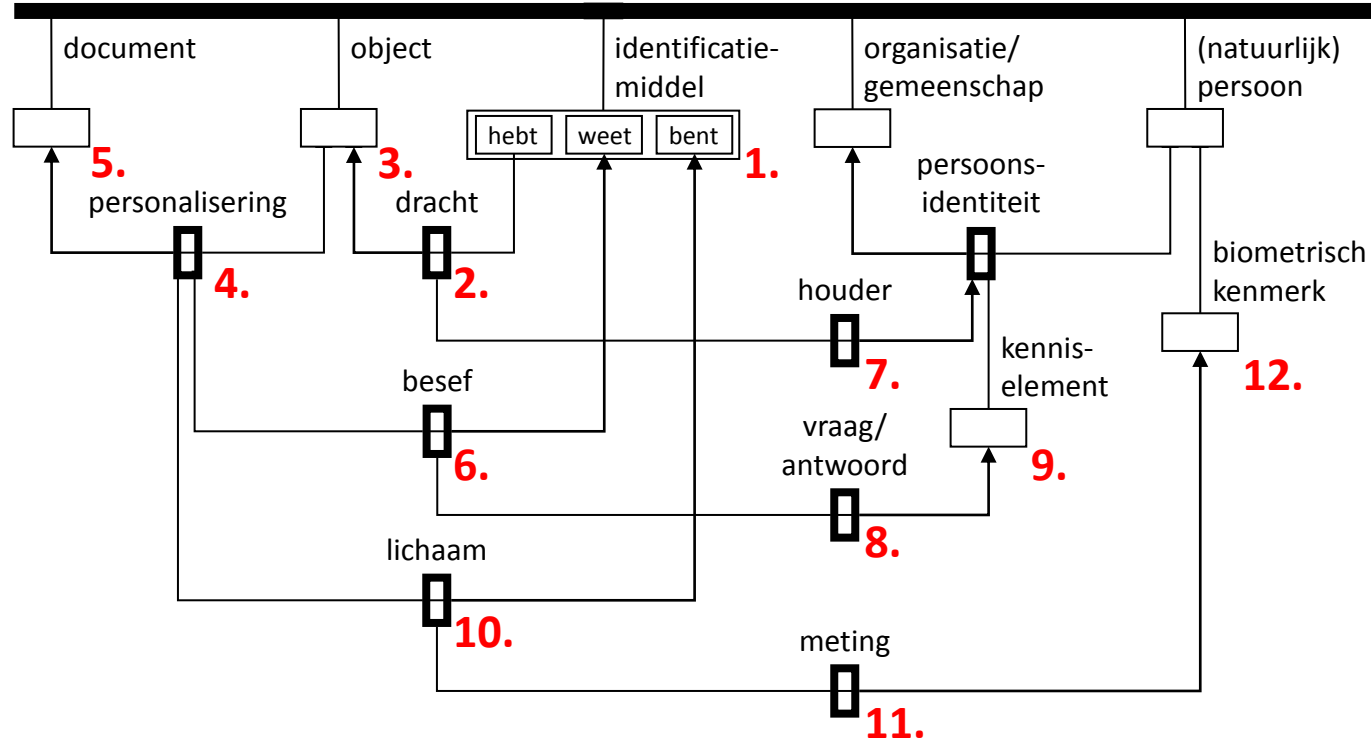 document
object
identificatie-
middel
organisatie/
gemeenschap
(natuurlijk)
persoon
hebt
weet
bent
5.
3.
1.
personalisering
dracht
persoons-
identiteit
4.
2.
houder
biometrisch
kenmerk
7.
kennis-
element
12.
besef
6.
vraag/
antwoord
9.
8.
lichaam
10.
meting
11.